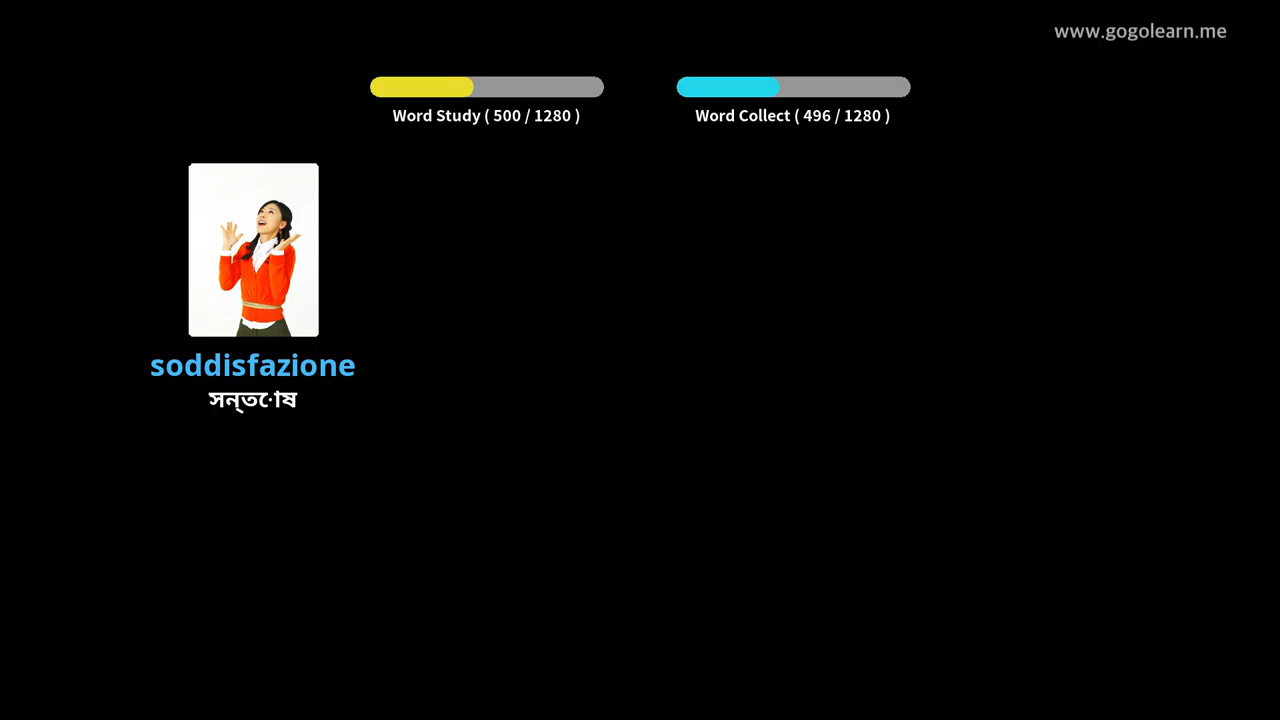 www.gogolearn.me
Word Study ( 500 / 1280 )
Word Collect ( 496 / 1280 )
soddisfazione
সন্তোষ